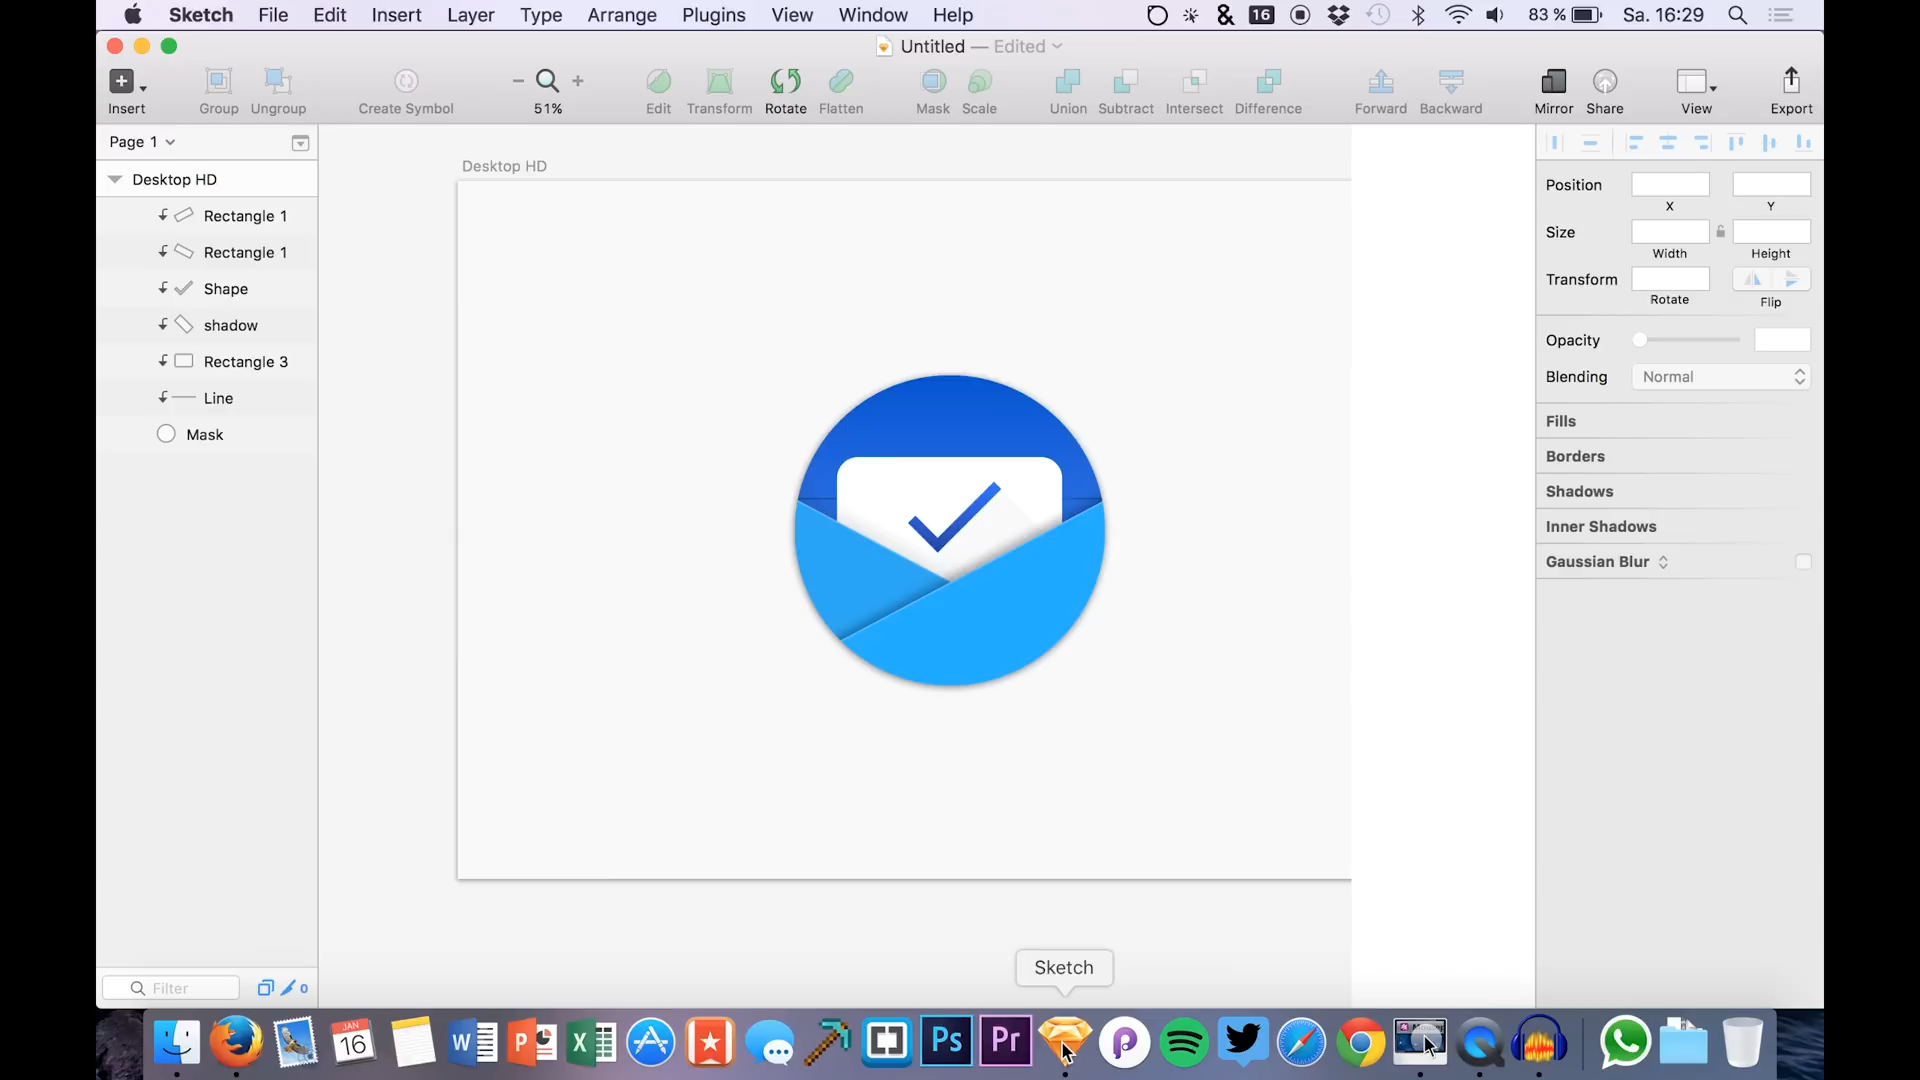 Sketch File Edit Insert Layer Type Arrange Plugins View Window Help 16 83 % Sa. 16:29
Untitled — Edited
Insert Group Ungroup Create Symbol 51% Edit Transform Rotate Flatten Mask Scale Union Subtract Intersect Difference Forward Backward Mirror Share View Export
Page 1
Desktop HD
Rectangle 1
Rectangle 1
Shape
shadow
Rectangle 3
Line
Mask
Filter 0
Desktop HD
Position
X Y
Size
Width Height
Transform
Rotate Flip
Opacity
Blending Normal
Fills
Borders
Shadows
Inner Shadows
Gaussian Blur
Sketch
JAN
16
W
P
X
Ps
Pr